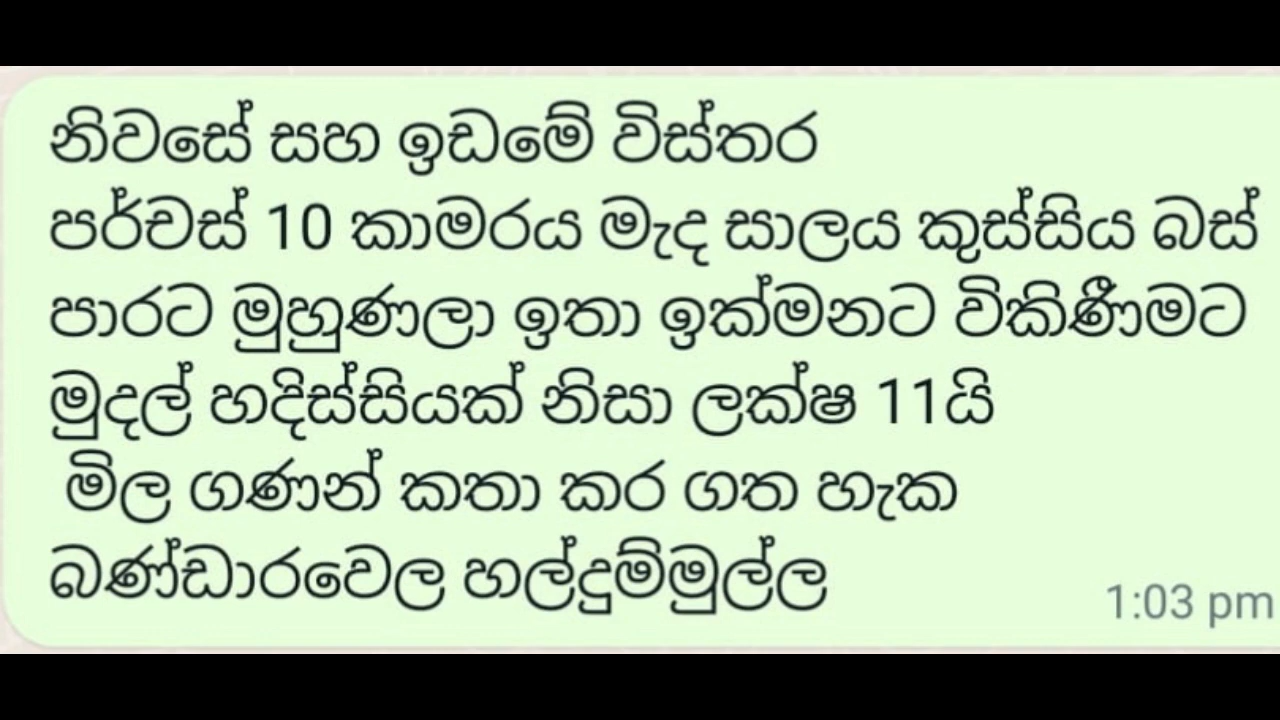 නිවසේ සහ ඉඩමේ විස්තර
පර්චස් 10 කාමරය මැද සාලය කුස්සිය බස්
පාරට මුහුණලා ඉතා ඉක්මනට විකිණීමට
මුදල් හදිස්සියක් නිසා ලක්ෂ 11යි
මිල ගණන් කතා කර ගත හැක
බණ්ඩාරවෙල හල්දුම්මුල්ල
1:03 pm